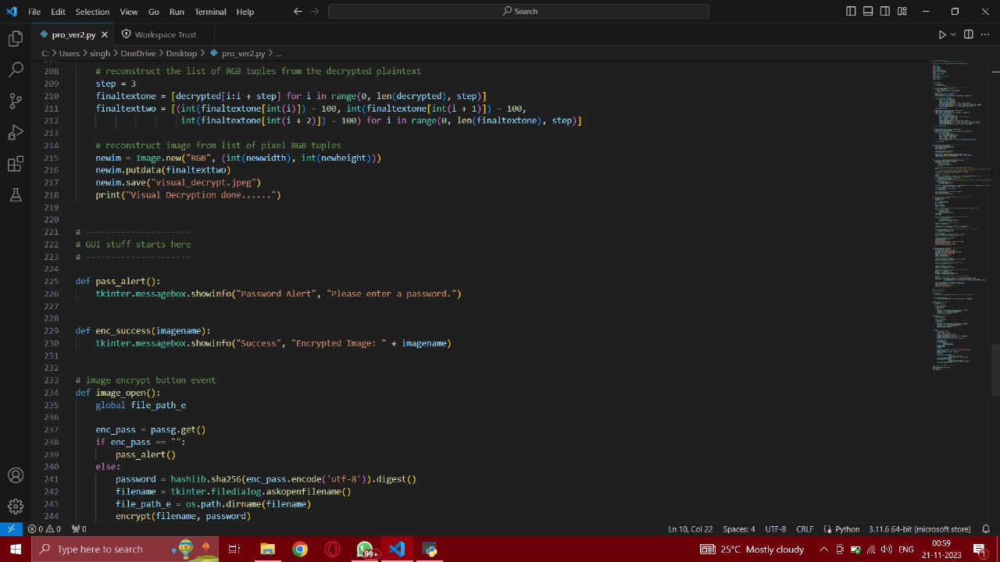 File Edit Selection View Go Run Terminal Help Search
pro_ver2.py Workspace Trust
C: > Users > singh > OneDrive > Desktop > pro_ver2.py > ...
207
208 # reconstruct the list of RGB tuples from the decrypted plaintext
209 step = 3
210 finaltextone = [decrypted[i:i + step] for i in range(0, len(decrypted), step)]
211 finaltexttwo = [(int(finaltextone[int(i)]) - 100, int(finaltextone[int(i + 1)]) - 100,
212 int(finaltextone[int(i + 2)]) - 100) for i in range(0, len(finaltextone), step)]
213
214 # reconstruct image from list of pixel RGB tuples
215 newim = Image.new("RGB", (int(newwidth), int(newheight)))
216 newim.putdata(finaltexttwo)
217 newim.save("visual_decrypt.jpeg")
218 print("Visual Decryption done......")
219
220
221 # ---------------------
222 # GUI stuff starts here
223 # ---------------------
224
225 def pass_alert():
226 tkinter.messagebox.showinfo("Password Alert", "Please enter a password.")
227
228
229 def enc_success(imagename):
230 tkinter.messagebox.showinfo("Success", "Encrypted Image: " + imagename)
231
232
233 # image encrypt button event
234 def image_open():
235 global file_path_e
236
237 enc_pass = passg.get()
238 if enc_pass == "":
239 pass_alert()
240 else:
241 password = hashlib.sha256(enc_pass.encode('utf-8')).digest()
242 filename = tkinter.filedialog.askopenfilename()
243 file_path_e = os.path.dirname(filename)
244 encrypt(filename, password)
0 0 0 Ln 10, Col 22 Spaces: 4 UTF-8 CRLF Python 3.11.6 64-bit (microsoft store)
Type here to search 99+ 25°C Mostly cloudy ENG 00:59
21-11-2023 1